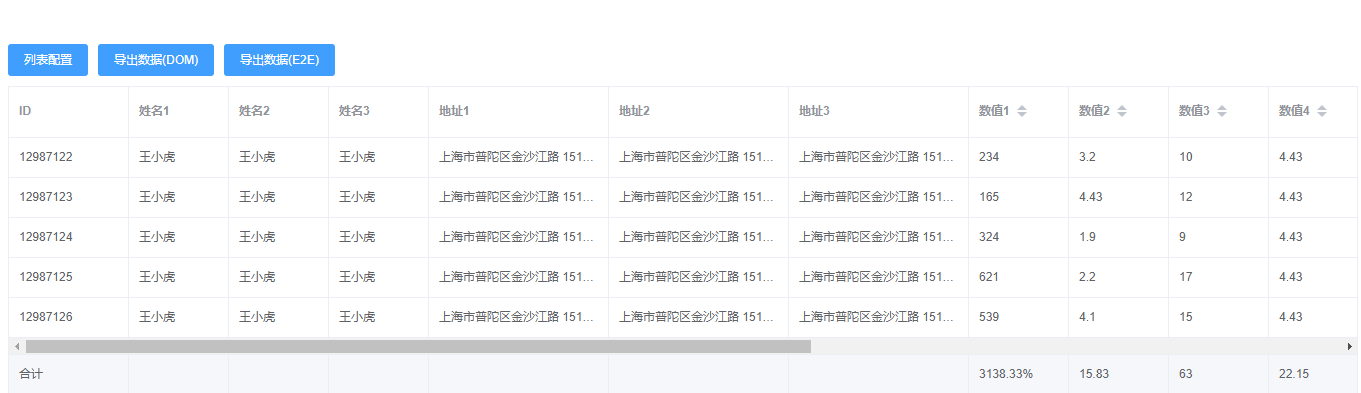 列表配置 导出数据(DOM) 导出数据(E2E)
ID 姓名1 姓名2 姓名3 地址1 地址2 地址3 数值1 数值2 数值3 数值4
12987122 王小虎 王小虎 王小虎 上海市普陀区金沙江路 151... 上海市普陀区金沙江路 151... 上海市普陀区金沙江路 151... 234 3.2 10 4.43
12987123 王小虎 王小虎 王小虎 上海市普陀区金沙江路 151... 上海市普陀区金沙江路 151... 上海市普陀区金沙江路 151... 165 4.43 12 4.43
12987124 王小虎 王小虎 王小虎 上海市普陀区金沙江路 151... 上海市普陀区金沙江路 151... 上海市普陀区金沙江路 151... 324 1.9 9 4.43
12987125 王小虎 王小虎 王小虎 上海市普陀区金沙江路 151... 上海市普陀区金沙江路 151... 上海市普陀区金沙江路 151... 621 2.2 17 4.43
12987126 王小虎 王小虎 王小虎 上海市普陀区金沙江路 151... 上海市普陀区金沙江路 151... 上海市普陀区金沙江路 151... 539 4.1 15 4.43
合计 3138.33% 15.83 63 22.15